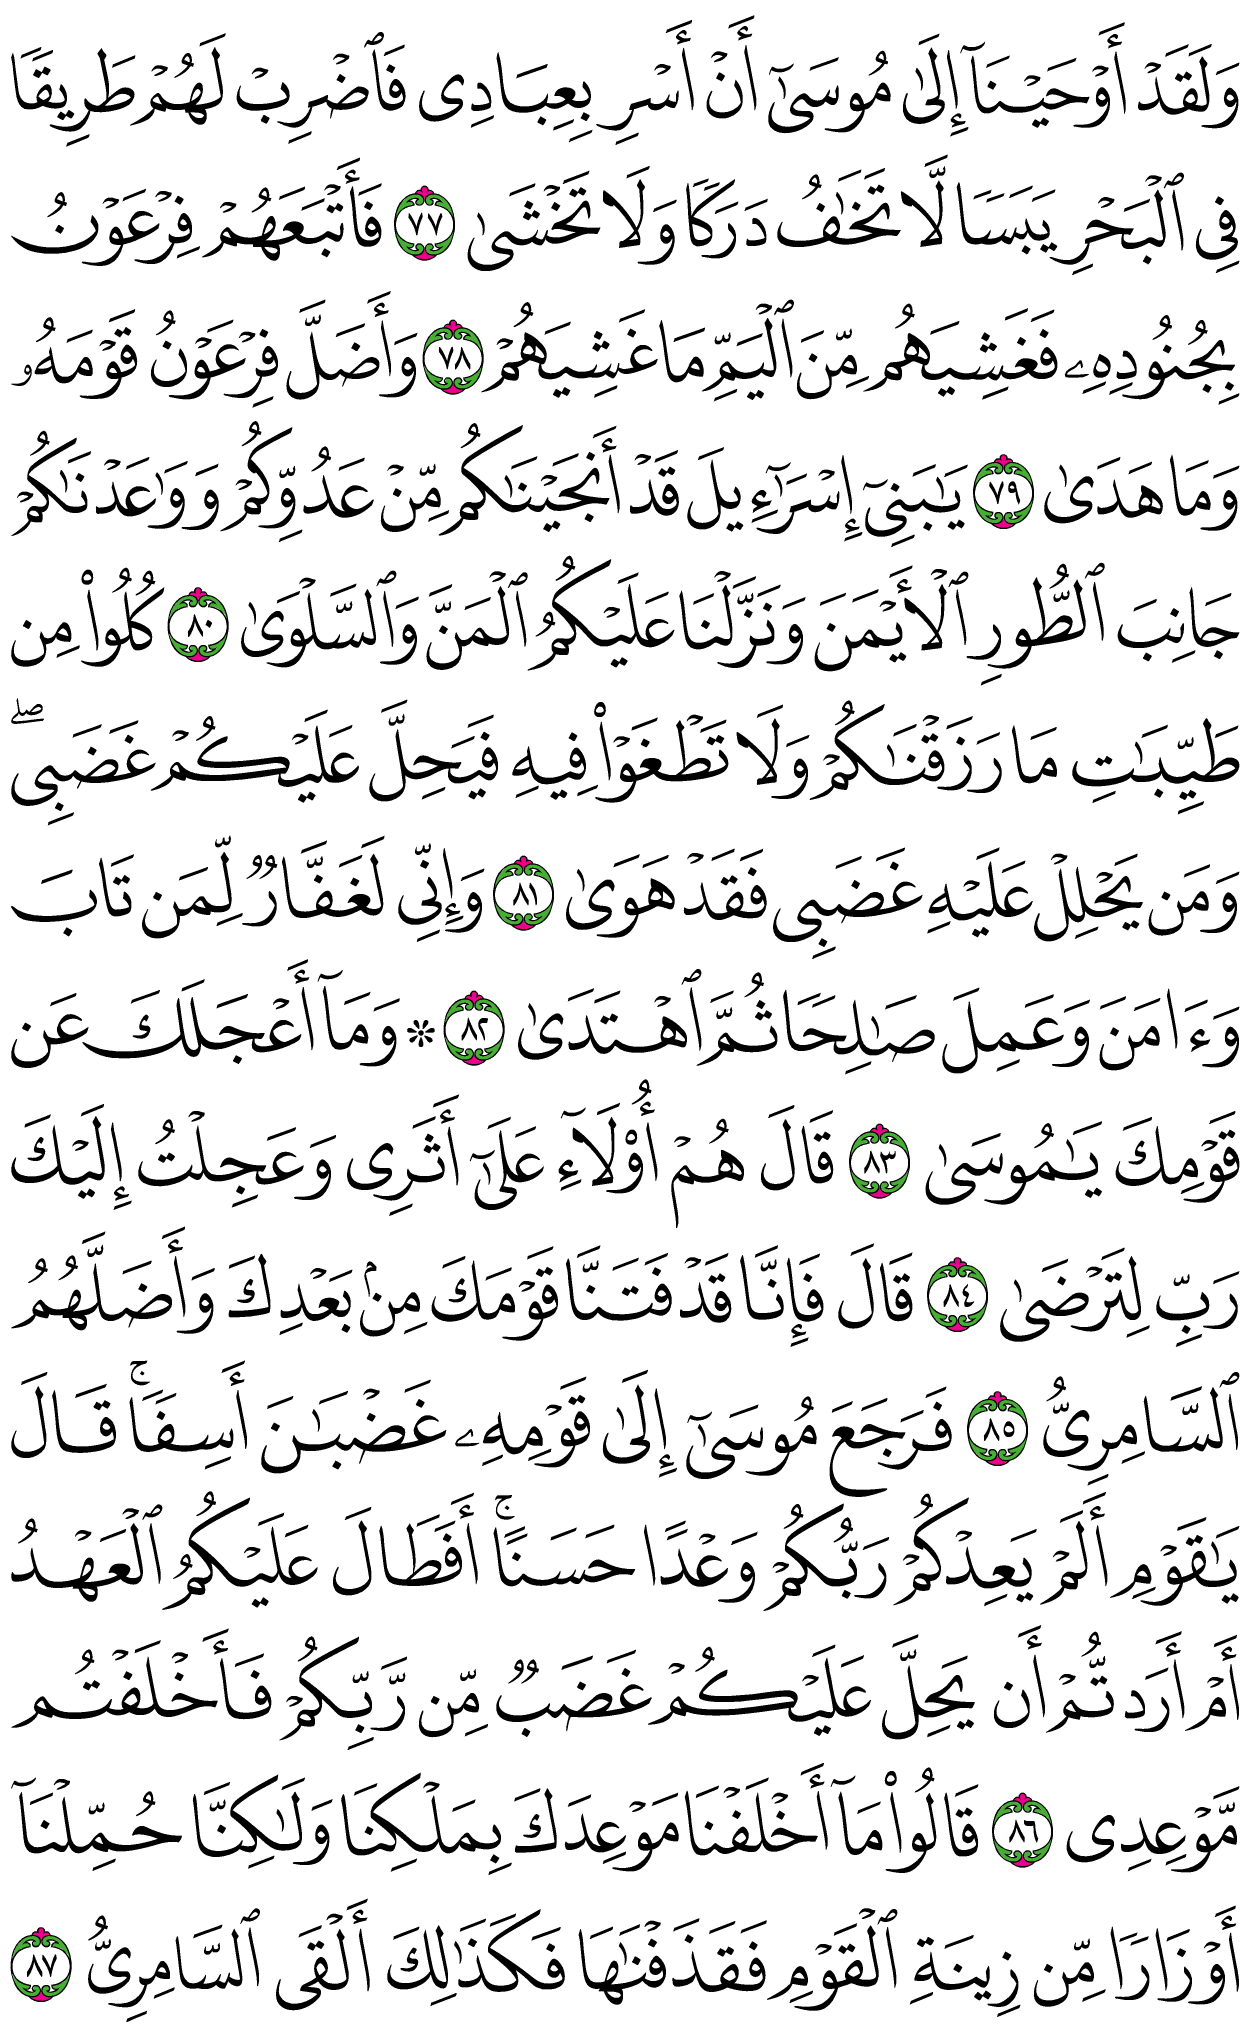 وَلَقَدۡ أَوۡحَيۡنَآ إِلَىٰ مُوسَىٰٓ أَنۡ أَسۡرِ بِعِبَادِي فَٱضۡرِبۡ لَهُمۡ طَرِيقٗا
فِي ٱلۡبَحۡرِ يَبَسٗا لَّا تَخَٰفُ دَرَكٗا وَلَا تَخۡشَىٰ ٧٧ فَأَتۡبَعَهُمۡ فِرۡعَوۡنُ
بِجُنُودِهِۦ فَغَشِيَهُم مِّنَ ٱلۡيَمِّ مَا غَشِيَهُمۡ ٧٨ وَأَضَلَّ فِرۡعَوۡنُ قَوۡمَهُۥ
وَمَا هَدَىٰ ٧٩ يَٰبَنِيٓ إِسۡرَٰٓءِيلَ قَدۡ أَنجَيۡنَٰكُم مِّنۡ عَدُوِّكُمۡ وَوَٰعَدۡنَٰكُمۡ
جَانِبَ ٱلطُّورِ ٱلۡأَيۡمَنَ وَنَزَّلۡنَا عَلَيۡكُمُ ٱلۡمَنَّ وَٱلسَّلۡوَىٰ ٨٠ كُلُواْ مِن
طَيِّبَٰتِ مَا رَزَقۡنَٰكُمۡ وَلَا تَطۡغَوۡاْ فِيهِ فَيَحِلَّ عَلَيۡكُمۡ غَضَبِيۖ
وَمَن يَحۡلِلۡ عَلَيۡهِ غَضَبِي فَقَدۡ هَوَىٰ ٨١ وَإِنِّي لَغَفَّارٞ لِّمَن تَابَ
وَءَامَنَ وَعَمِلَ صَٰلِحٗا ثُمَّ ٱهۡتَدَىٰ ٨٢ ۞ وَمَآ أَعۡجَلَكَ عَن
قَوۡمِكَ يَٰمُوسَىٰ ٨٣ قَالَ هُمۡ أُوْلَآءِ عَلَىٰٓ أَثَرِي وَعَجِلۡتُ إِلَيۡكَ
رَبِّ لِتَرۡضَىٰ ٨٤ قَالَ فَإِنَّا قَدۡ فَتَنَّا قَوۡمَكَ مِنۢ بَعۡدِكَ وَأَضَلَّهُمُ
ٱلسَّامِرِيُّ ٨٥ فَرَجَعَ مُوسَىٰٓ إِلَىٰ قَوۡمِهِۦ غَضۡبَٰنَ أَسِفٗاۚ قَالَ
يَٰقَوۡمِ أَلَمۡ يَعِدۡكُمۡ رَبُّكُمۡ وَعۡدًا حَسَنًاۚ أَفَطَالَ عَلَيۡكُمُ ٱلۡعَهۡدُ
أَمۡ أَرَدتُّمۡ أَن يَحِلَّ عَلَيۡكُمۡ غَضَبٞ مِّن رَّبِّكُمۡ فَأَخۡلَفۡتُم
مَّوۡعِدِي ٨٦ قَالُواْ مَآ أَخۡلَفۡنَا مَوۡعِدَكَ بِمَلۡكِنَا وَلَٰكِنَّا حُمِّلۡنَآ
أَوۡزَارٗا مِّن زِينَةِ ٱلۡقَوۡمِ فَقَذَفۡنَٰهَا فَكَذَٰلِكَ أَلۡقَى ٱلسَّامِرِيُّ ٨٧